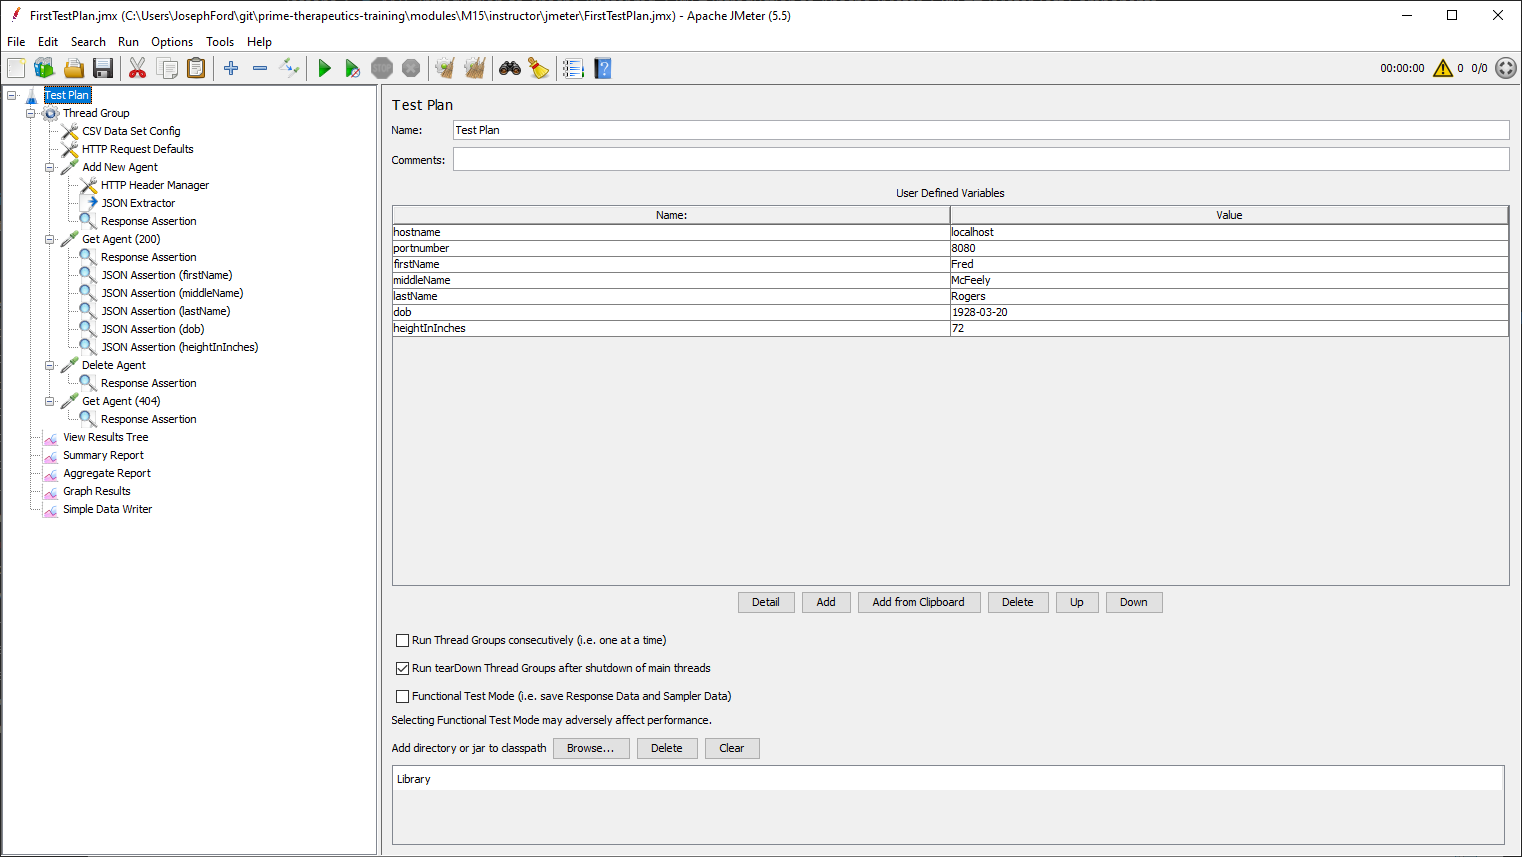 FirstTestPlan.jmx (C:\Users\JosephFord\git\prime-therapeutics-training\modules\M15\instructor\jmeter\FirstTestPlan.jmx) - Apache JMeter (5.5)
File Edit Search Run Options Tools Help
STOP 00:00:00 0 0/0
Test Plan
Thread Group
CSV Data Set Config
HTTP Request Defaults
Add New Agent
HTTP Header Manager
JSON Extractor
Response Assertion
Get Agent (200)
Response Assertion
JSON Assertion (firstName)
JSON Assertion (middleName)
JSON Assertion (lastName)
JSON Assertion (dob)
JSON Assertion (heightInInches)
Delete Agent
Response Assertion
Get Agent (404)
Response Assertion
View Results Tree
Summary Report
Aggregate Report
Graph Results
Simple Data Writer
Test Plan
Name: Test Plan
Comments:
User Defined Variables
Name: Value
hostname localhost
portnumber 8080
firstName Fred
middleName McFeely
lastName Rogers
dob 1928-03-20
heightInInches 72
Detail Add Add from Clipboard Delete Up Down
Run Thread Groups consecutively (i.e. one at a time)
Run tearDown Thread Groups after shutdown of main threads
Functional Test Mode (i.e. save Response Data and Sampler Data)
Selecting Functional Test Mode may adversely affect performance.
Add directory or jar to classpath Browse... Delete Clear
Library